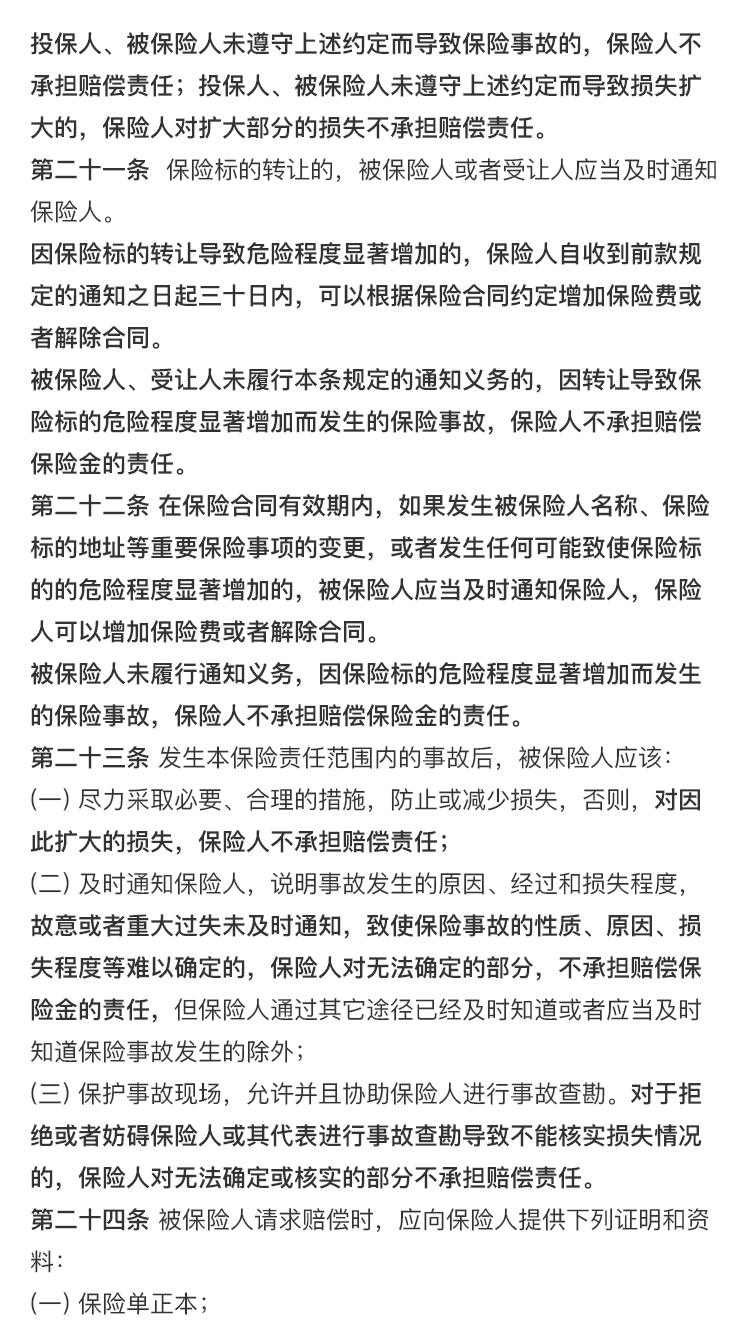 投保人、被保险人未遵守上述约定而导致保险事故的，保险人不
承担赔偿责任；投保人、被保险人未遵守上述约定而导致损失扩
大的，保险人对扩大部分的损失不承担赔偿责任。
第二十一条  保险标的转让的，被保险人或者受让人应当及时通知
保险人。
因保险标的转让导致危险程度显著增加的，保险人自收到前款规
定的通知之日起三十日内，可以根据保险合同约定增加保险费或
者解除合同。
被保险人、受让人未履行本条规定的通知义务的，因转让导致保
险标的危险程度显著增加而发生的保险事故，保险人不承担赔偿
保险金的责任。
第二十二条 在保险合同有效期内，如果发生被保险人名称、保险
标的地址等重要保险事项的变更，或者发生任何可能致使保险标
的的危险程度显著增加的，被保险人应当及时通知保险人，保险
人可以增加保险费或者解除合同。
被保险人未履行通知义务，因保险标的危险程度显著增加而发生
的保险事故，保险人不承担赔偿保险金的责任。
第二十三条 发生本保险责任范围内的事故后，被保险人应该：
(一) 尽力采取必要、合理的措施，防止或减少损失，否则，对因
此扩大的损失，保险人不承担赔偿责任；
(二) 及时通知保险人，说明事故发生的原因、经过和损失程度，
故意或者重大过失未及时通知，致使保险事故的性质、原因、损
失程度等难以确定的，保险人对无法确定的部分，不承担赔偿保
险金的责任，但保险人通过其它途径已经及时知道或者应当及时
知道保险事故发生的除外；
(三) 保护事故现场，允许并且协助保险人进行事故查勘。对于拒
绝或者妨碍保险人或其代表进行事故查勘导致不能核实损失情况
的，保险人对无法确定或核实的部分不承担赔偿责任。
第二十四条 被保险人请求赔偿时，应向保险人提供下列证明和资
料：
(一) 保险单正本；